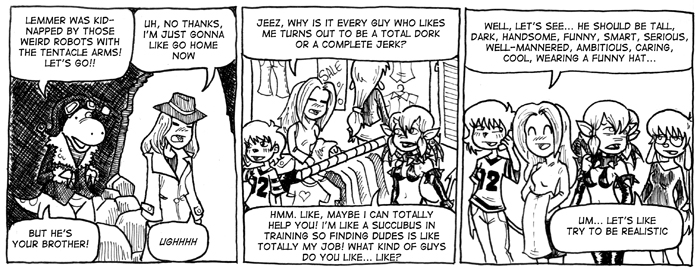 LEMMER WAS KID-
NAPPED BY THOSE
WEIRD ROBOTS WITH
THE TENTACLE ARMS!
LET'S GO!!
UH, NO THANKS,
I'M JUST GONNA
LIKE GO HOME
NOW
BUT HE'S
YOUR BROTHER!
UGHHHH
JEEZ, WHY IS IT EVERY GUY WHO LIKES
ME TURNS OUT TO BE A TOTAL DORK
OR A COMPLETE JERK?
SALE
12
HMM. LIKE, MAYBE I CAN TOTALLY
HELP YOU! I'M LIKE A SUCCUBUS IN
TRAINING SO FINDING DUDES IS LIKE
TOTALLY MY JOB! WHAT KIND OF GUYS
DO YOU LIKE... LIKE?
WELL, LET'S SEE... HE SHOULD BE TALL,
DARK, HANDSOME, FUNNY, SMART, SERIOUS,
WELL-MANNERED, AMBITIOUS, CARING,
COOL, WEARING A FUNNY HAT...
12
UM... LET'S LIKE
TRY TO BE REALISTIC